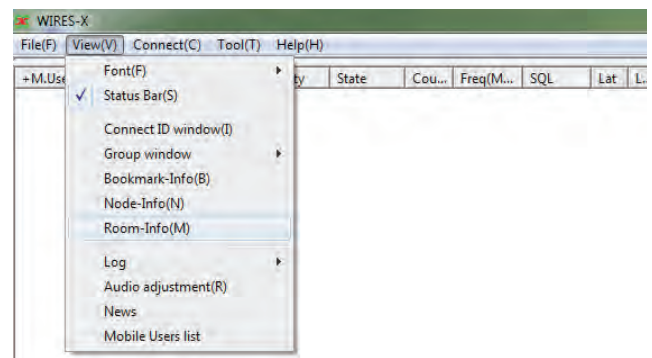 WIRES-X
File(F) View(V) Connect(C) Tool(T) Help(H)
+M.Use ty State Cou... Freq(M... SQL Lat L..
Font(F)
Status Bar(S)
Connect ID window(I)
Group window
Bookmark-Info(B)
Node-Info(N)
Room-Info(M)
Log
Audio adjustment(R)
News
Mobile Users list